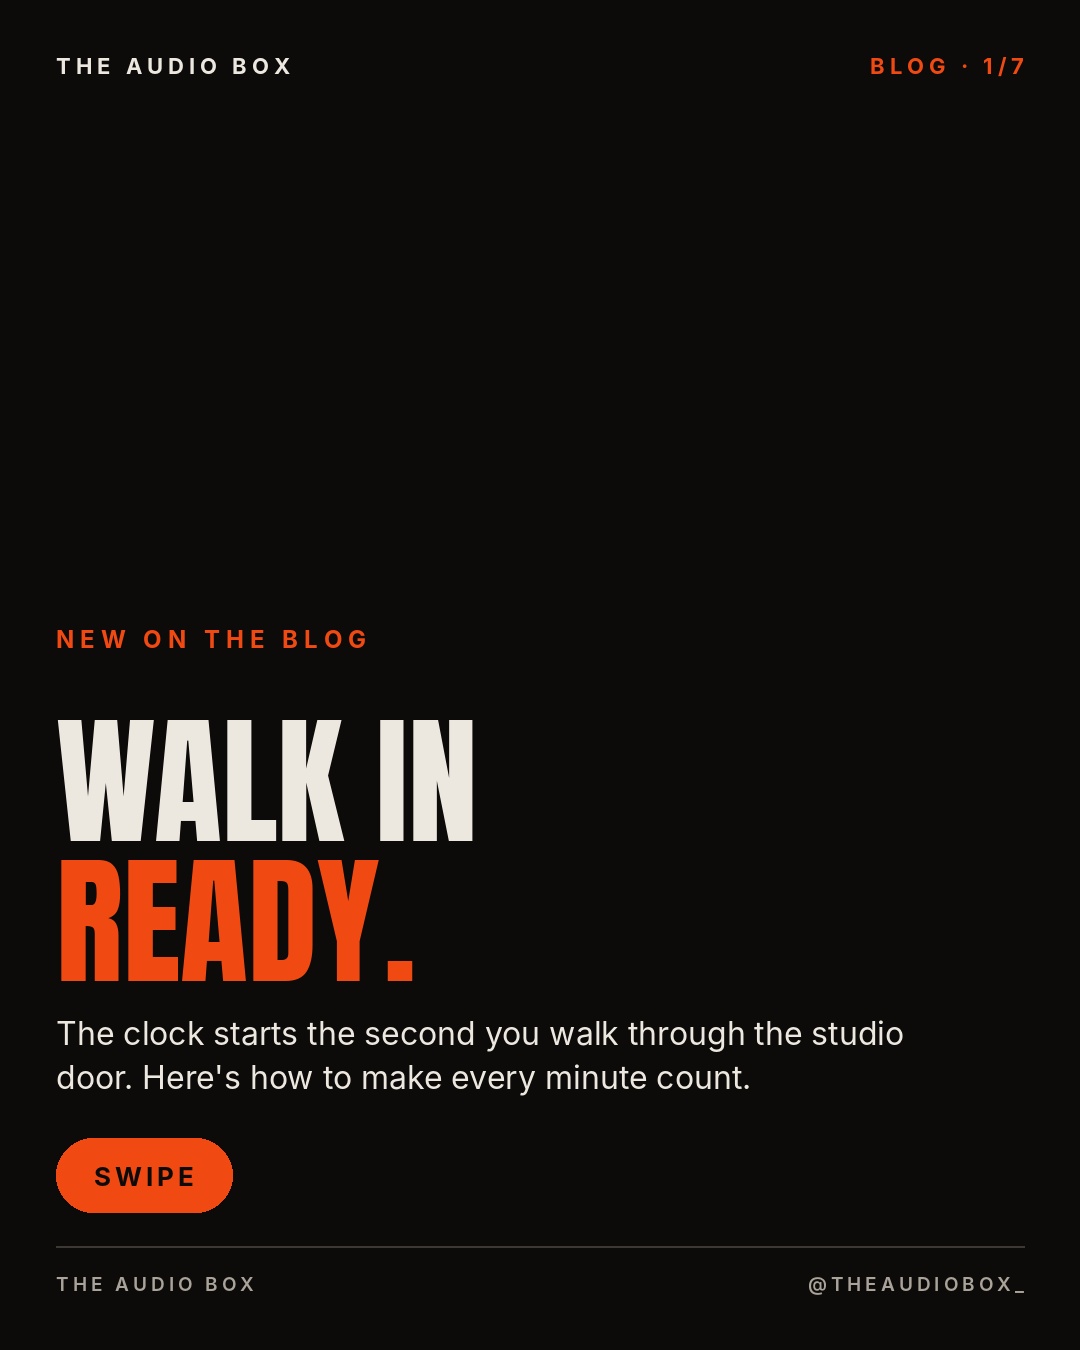 THE AUDIO BOX
BLOG · 1/7
NEW ON THE BLOG
WALK IN
READY.
The clock starts the second you walk through the studio
door. Here's how to make every minute count.
SWIPE
THE AUDIO BOX
@THEAUDIOBOX_